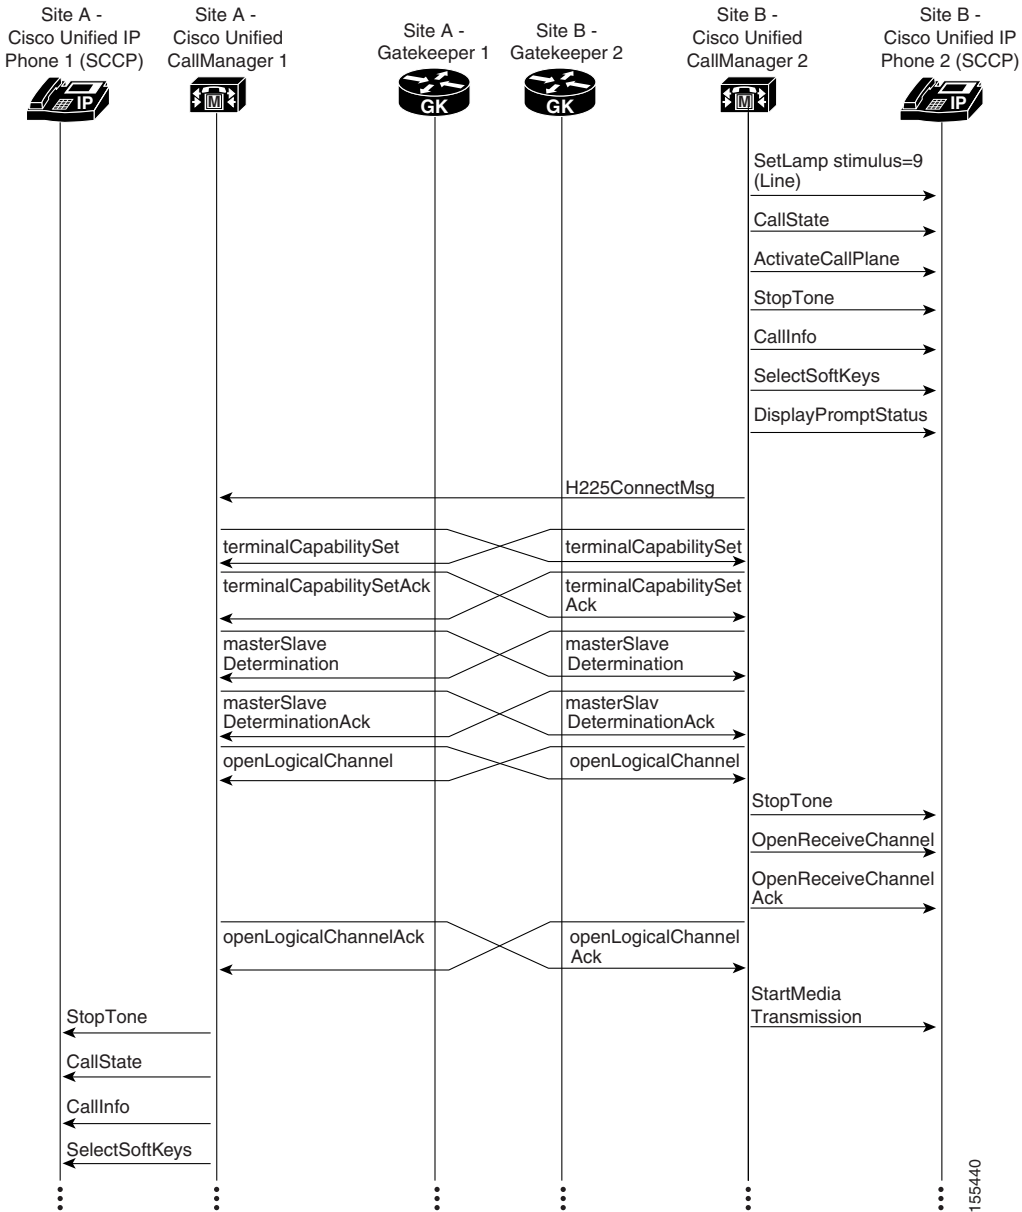 Site A -
Cisco Unified IP
Phone 1 (SCCP)
Site A -
Cisco Unified
CallManager 1
Site A -
Gatekeeper 1
Site B -
Gatekeeper 2
Site B -
Cisco Unified
CallManager 2
Site B -
Cisco Unified IP
Phone 2 (SCCP)
IP
M
GK
GK
M
IP
SetLamp stimulus=9
(Line)
CallState
ActivateCallPlane
StopTone
CallInfo
SelectSoftKeys
DisplayPromptStatus
H225ConnectMsg
terminalCapabilitySet
terminalCapabilitySet
terminalCapabilitySetAck
terminalCapabilitySet
Ack
masterSlave
Determination
masterSlave
Determination
masterSlave
DeterminationAck
masterSlav
DeterminationAck
openLogicalChannel
openLogicalChannel
StopTone
OpenReceiveChannel
OpenReceiveChannel
Ack
openLogicalChannelAck
openLogicalChannel
Ack
StartMedia
Transmission
StopTone
CallState
CallInfo
SelectSoftKeys
155440